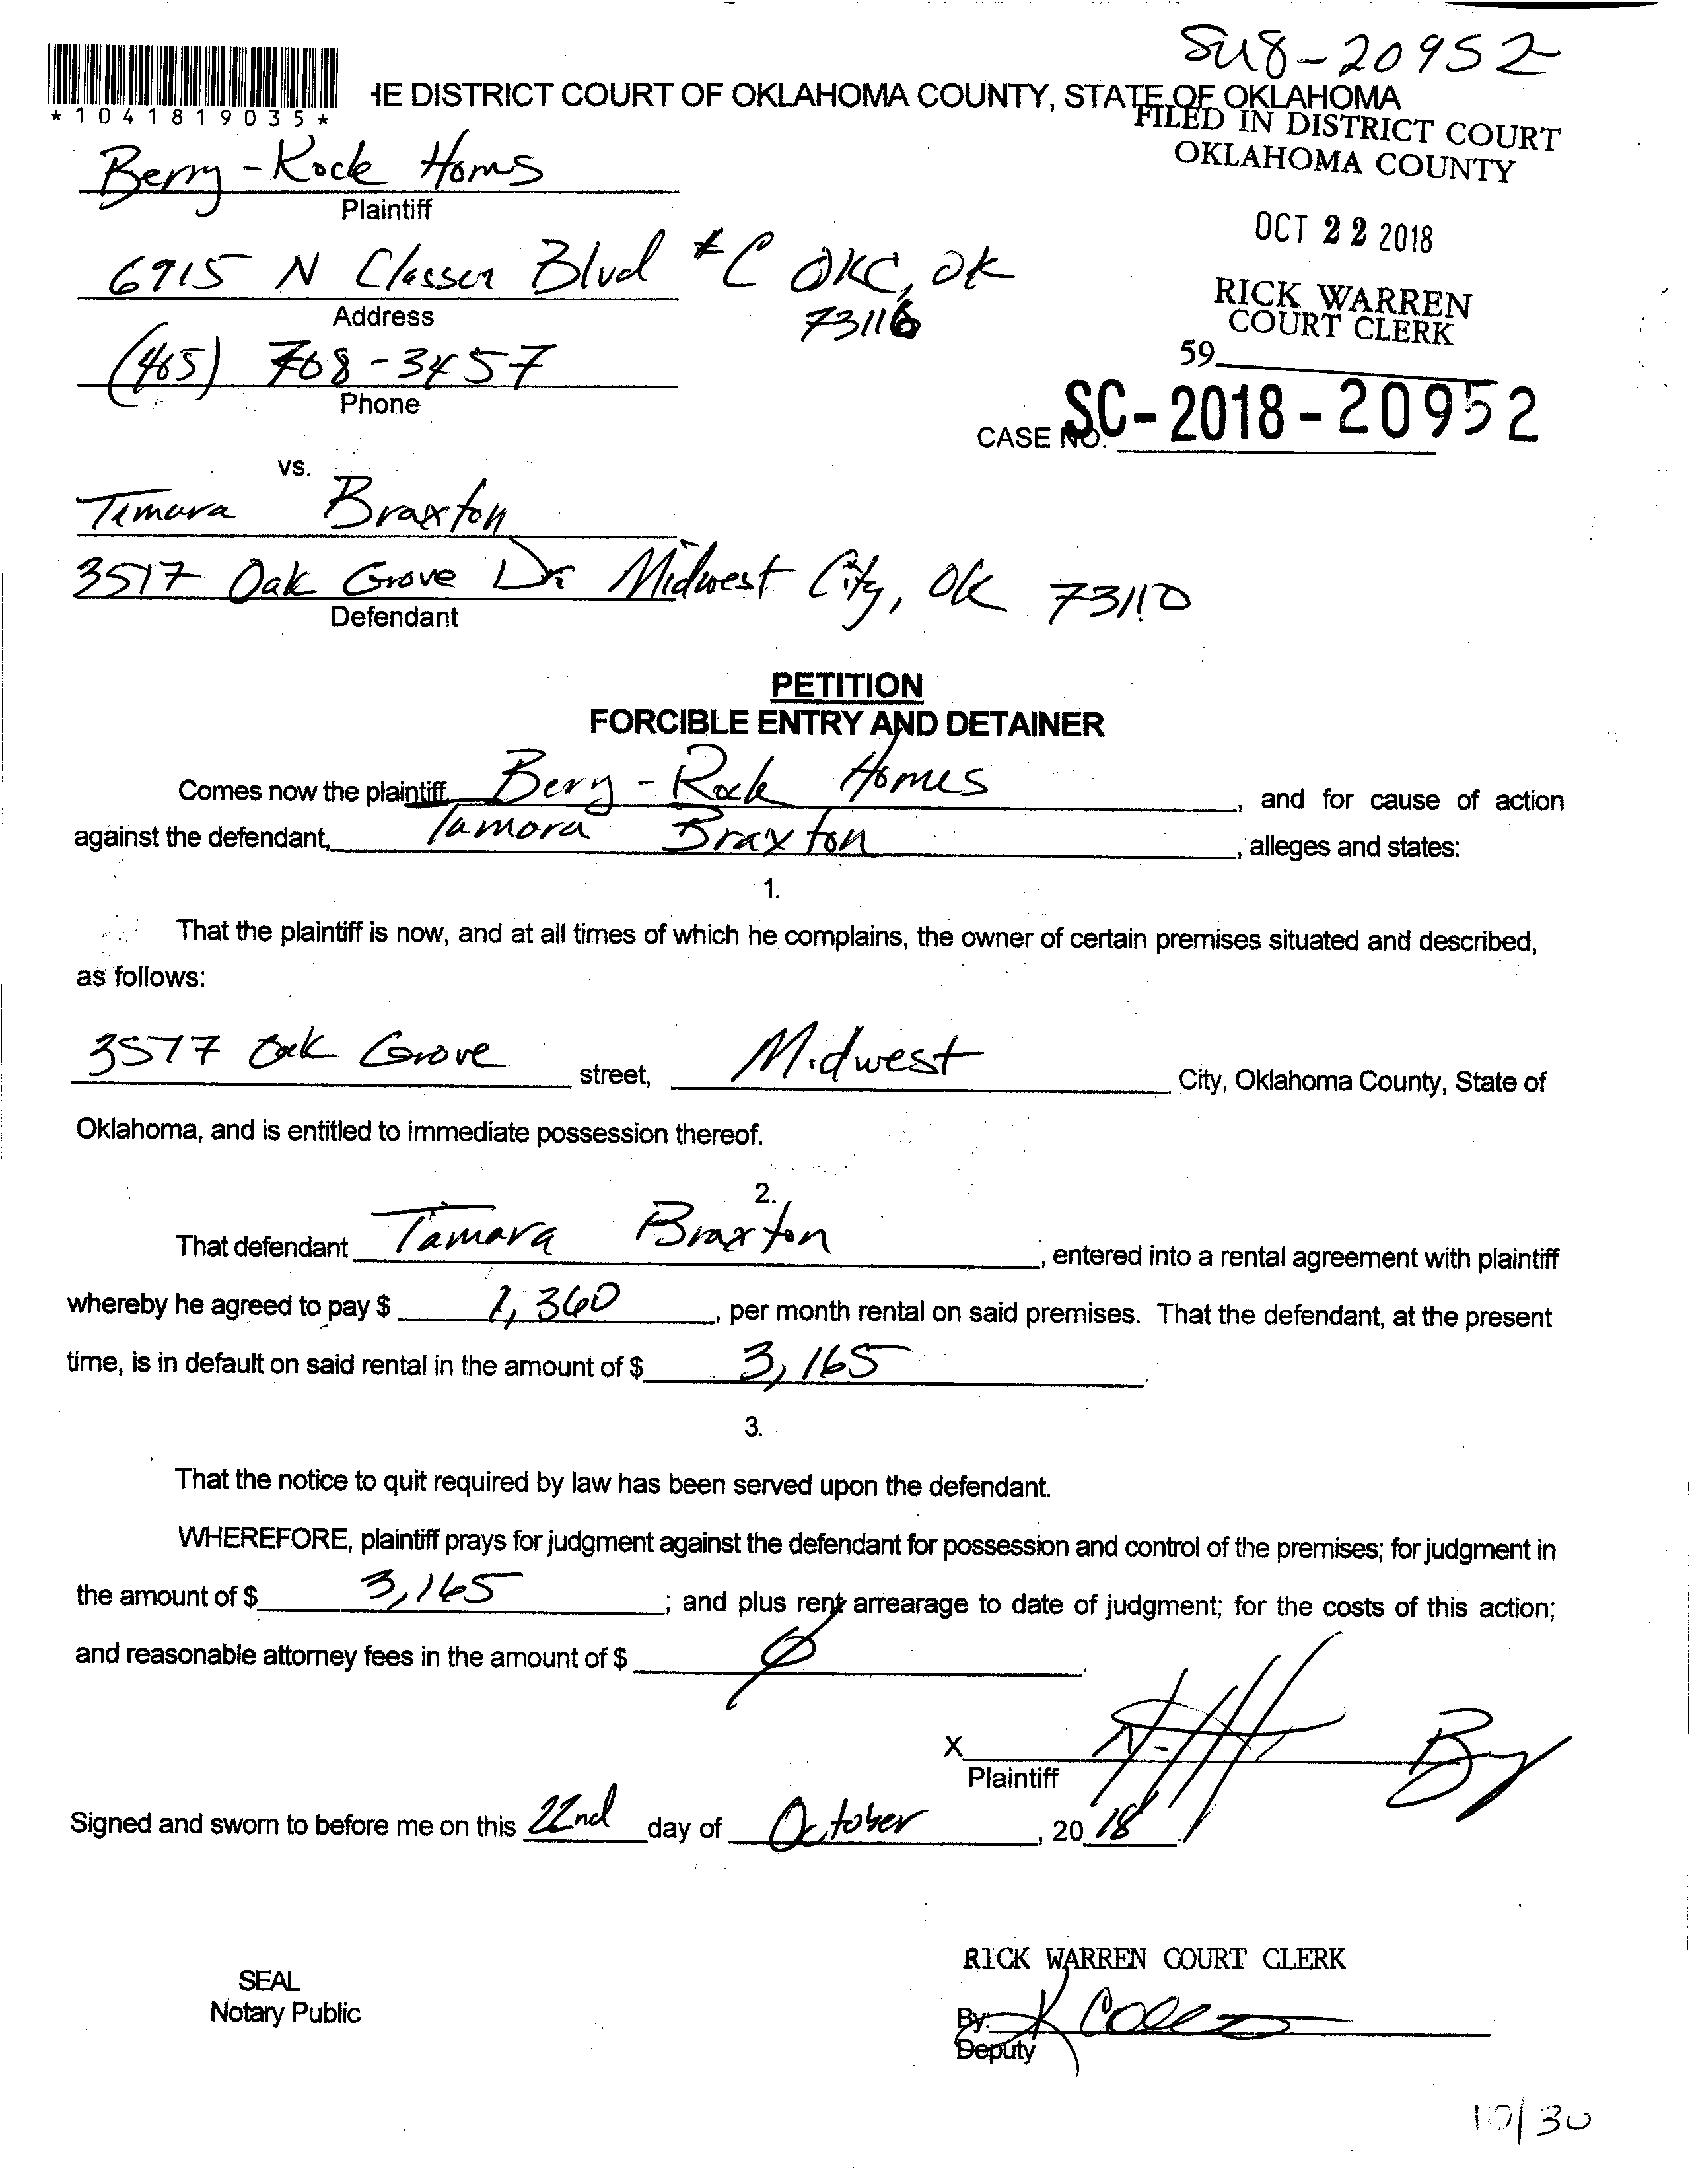 SU8-20952
*1041819035*
HE DISTRICT COURT OF OKLAHOMA COUNTY, STATE OF OKLAHOMA
FILED IN DISTRICT COURT
OKLAHOMA COUNTY
Berry-Rock Homs
Plaintiff
OCT 22 2018
6915 N Classen Blvd #C OKC, OK
73116
Address
RICK WARREN
COURT CLERK
(405) 708-3457
Phone
59
CASE NO. SC-2018-20952
vs.
Tamara Braxton
3517 Oak Grove Dr. Midwest City, OK 73110
Defendant
PETITION
FORCIBLE ENTRY AND DETAINER
Comes now the plaintiff Berry-Rock Homes, and for cause of action
against the defendant, Tamora Braxton, alleges and states:
1.
That the plaintiff is now, and at all times of which he complains, the owner of certain premises situated and described,
as follows:
3517 Oak Grove street, Midwest City, Oklahoma County, State of
Oklahoma, and is entitled to immediate possession thereof.
2.
That defendant Tamara Braxton, entered into a rental agreement with plaintiff
whereby he agreed to pay $ 1,360, per month rental on said premises. That the defendant, at the present
time, is in default on said rental in the amount of $ 3,165.
3.
That the notice to quit required by law has been served upon the defendant.
WHEREFORE, plaintiff prays for judgment against the defendant for possession and control of the premises; for judgment in
the amount of $ 3,165; and plus rent arrearage to date of judgment; for the costs of this action;
and reasonable attorney fees in the amount of $ ∅.
X
Plaintiff
Signed and sworn to before me on this 22nd day of October, 2018.
RICK WARREN COURT CLERK
SEAL
Notary Public
By: K
Deputy
10/30